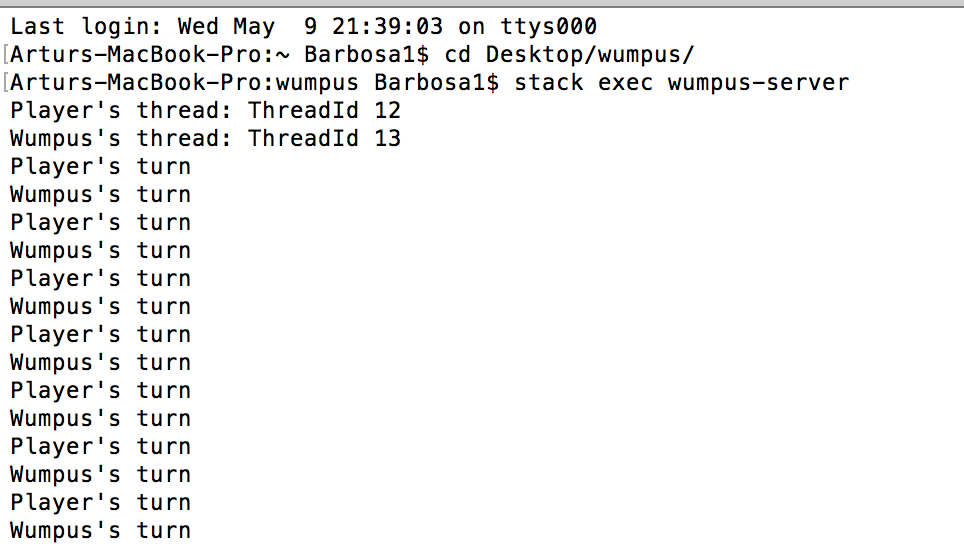 Last login: Wed May  9 21:39:03 on ttys000
[Arturs-MacBook-Pro:~ Barbosa1$ cd Desktop/wumpus/
[Arturs-MacBook-Pro:wumpus Barbosa1$ stack exec wumpus-server
Player's thread: ThreadId 12
Wumpus's thread: ThreadId 13
Player's turn
Wumpus's turn
Player's turn
Wumpus's turn
Player's turn
Wumpus's turn
Player's turn
Wumpus's turn
Player's turn
Wumpus's turn
Player's turn
Wumpus's turn
Player's turn
Wumpus's turn